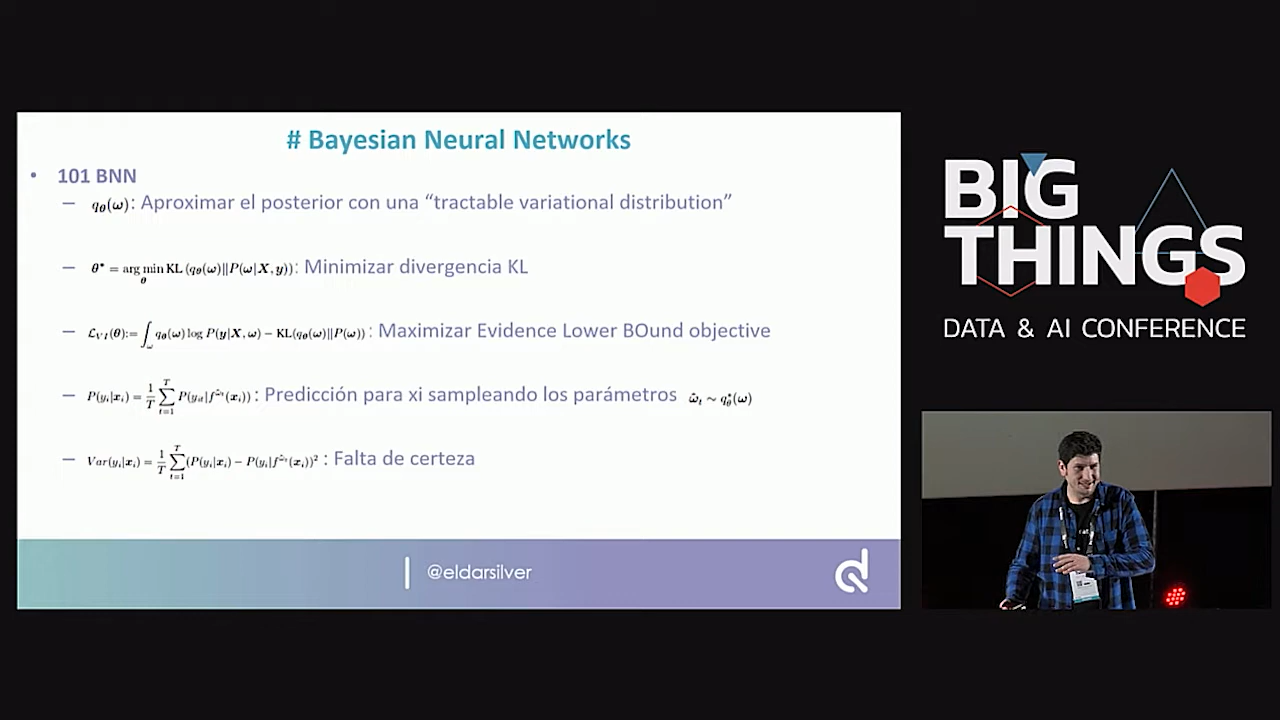 # Bayesian Neural Networks
• 101 BNN
– q_θ(ω): Aproximar el posterior con una “tractable variational distribution”
– θ* = arg min_θ KL (q_θ(ω)||P(ω|X, y)): Minimizar divergencia KL
– ℒ_VI(θ):= ∫_ω q_θ(ω) log P(y|X, ω) − KL(q_θ(ω)||P(ω)) : Maximizar Evidence Lower BOund objective
– P(y_i|x_i) = 1/T ∑_{t=1}^{T} P(y_it|f^{ω̂_t}(x_i)) : Predicción para xi sampleando los parámetros ω̂_t ∼ q*_θ(ω)
– Var(y_i|x_i) = 1/T ∑_{t=1}^{T} (P(y_i|x_i) − P(y_i|f^{ω̂_t}(x_i))² : Falta de certeza
@eldarsilver
BIG
THINGS
DATA & AI CONFERENCE